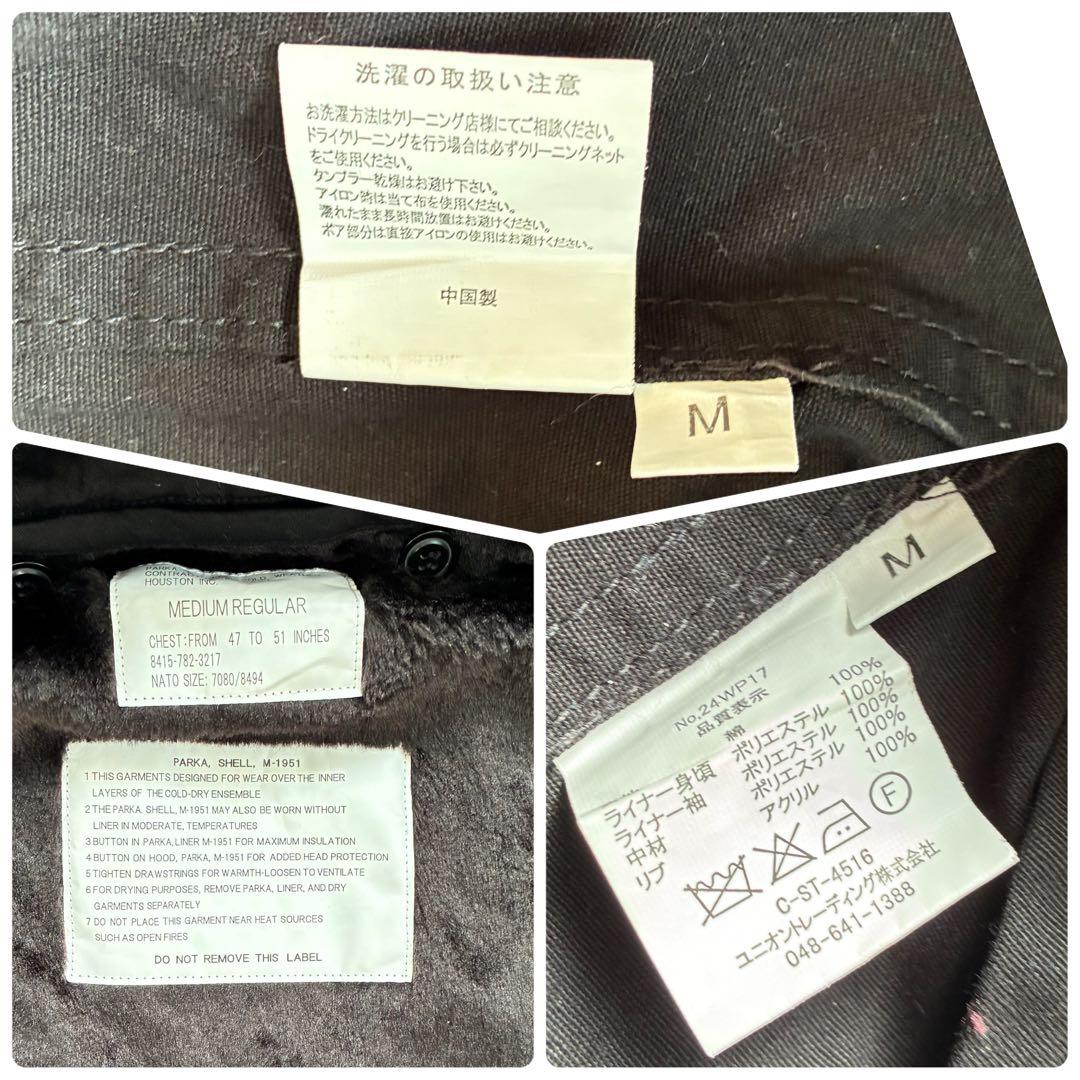 洗濯の取扱い注意
お洗濯方法はクリーニング店様にてご相談ください。
ドライクリーニングを行う場合は必ずクリーニングネット
をご使用ください。
タンブラー乾燥はお避け下さい。
アイロン時は当て布を使用ください。
濡れたまま長時間放置はお避けください。
ボア部分は直接アイロンの使用はお避けください。
中国製
M
HOUSTON INC.
MEDIUM REGULAR
CHEST:FROM 47 TO 51 INCHES
8415-782-3217
NATO SIZE: 7080/8494
PARKA, SHELL, M-1951
1 THIS GARMENTS DESIGNED FOR WEAR OVER THE INNER
LAYERS OF THE COLD-DRY ENSEMBLE
2 THE PARKA. SHELL, M-1951 MAY ALSO BE WORN WITHOUT
LINER IN MODERATE, TEMPERATURES
3 BUTTON IN PARKA, LINER M-1951 FOR MAXIMUM INSULATION
4 BUTTON ON HOOD, PARKA, M-1951 FOR ADDED HEAD PROTECTION
5 TIGHTEN DRAWSTRINGS FOR WARMTH-LOOSEN TO VENTILATE
6 FOR DRYING PURPOSES, REMOVE PARKA, LINER, AND DRY
GARMENTS SEPARATELY
7 DO NOT PLACE THIS GARMENT NEAR HEAT SOURCES
SUCH AS OPEN FIRES
DO NOT REMOVE THIS LABEL
M
No.24WP17
品質表示
綿 100%
ライナー身頃 ポリエステル 100%
ライナー袖 ポリエステル 100%
中材 ポリエステル 100%
リブ アクリル 100%
F
C-ST-4516
ユニオントレーディング株式会社
048-641-1388